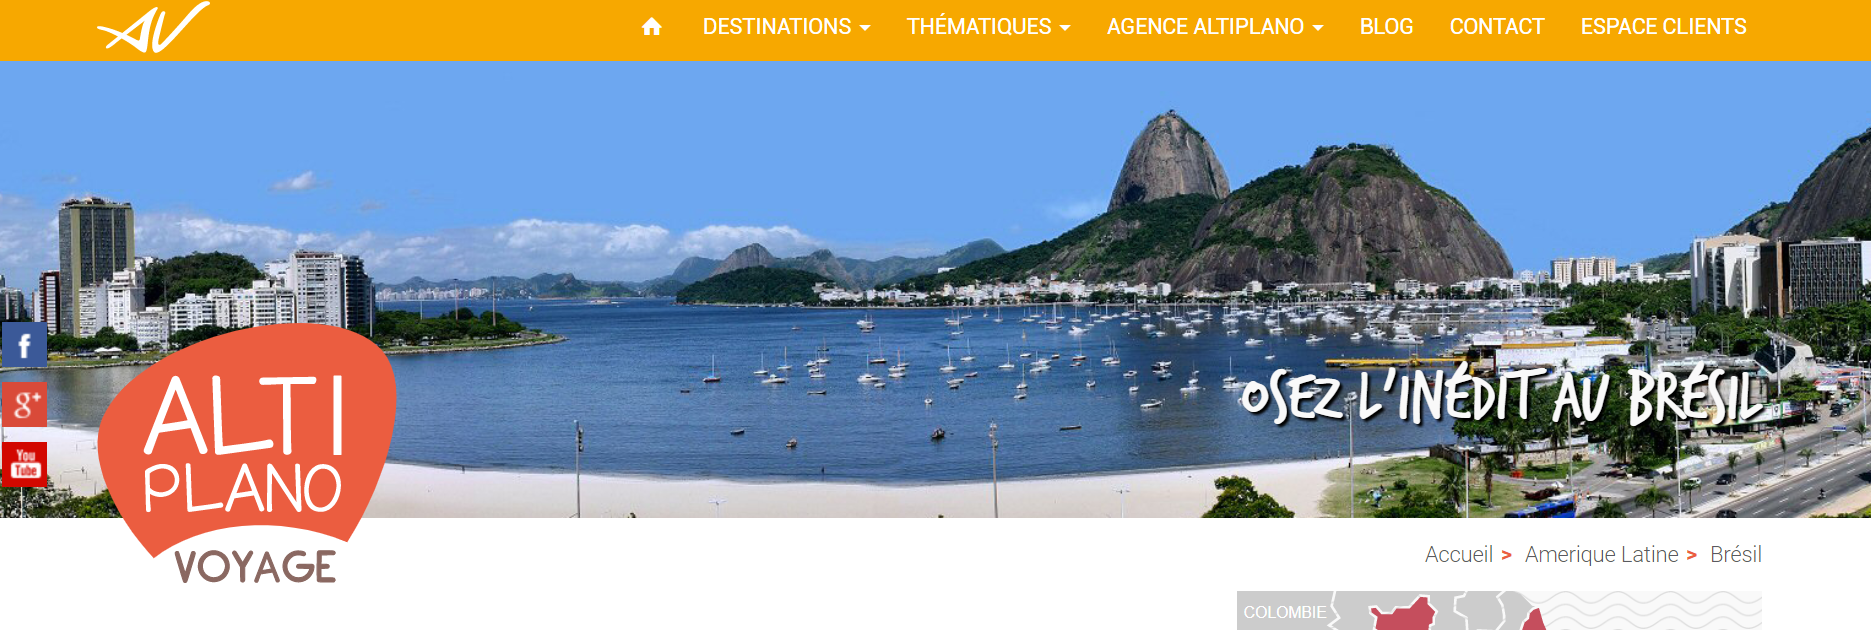 AV
DESTINATIONS THÉMATIQUES AGENCE ALTIPLANO BLOG CONTACT ESPACE CLIENTS
f
g+
You
Tube
OSEZ L'INÉDIT AU BRÉSIL
ALTI
PLANO
VOYAGE
Accueil > Amerique Latine > Brésil
COLOMBIE